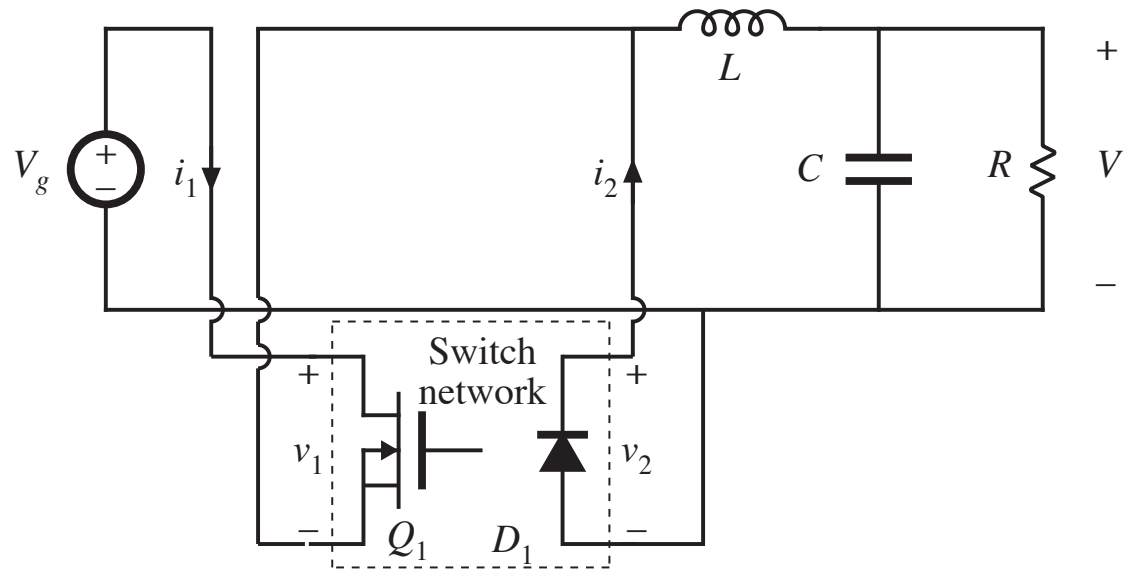 L
+
V_g
+
−
i_1
i_2
C
R
V
−
Switch
network
+
+
v_1
v_2
−
−
Q_1
D_1